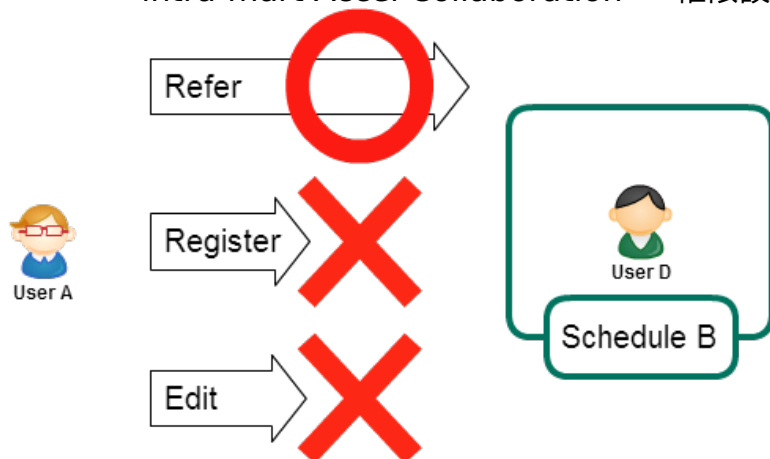 Refer
Register
User A
User D
Schedule B
Edit